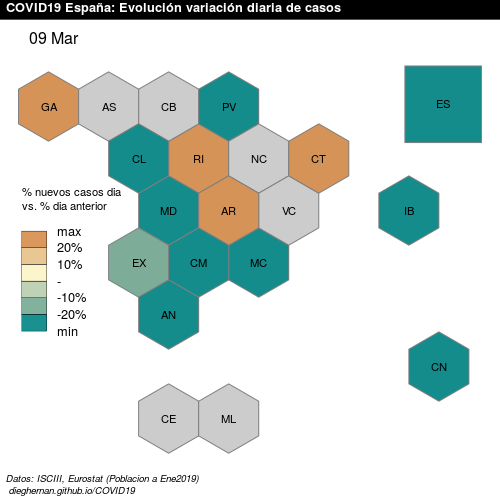 COVID19 España: Evolución variación diaria de casos
09 Mar
GA AS CB PV ES
CL RI NC CT
MD AR VC IB
EX CM MC
AN
CN
CE ML
% nuevos casos dia
vs. % dia anterior
max
20%
10%
-
-10%
-20%
min
Datos: ISCIII, Eurostat (Poblacion a Ene2019)
dieghernan.github.io/COVID19